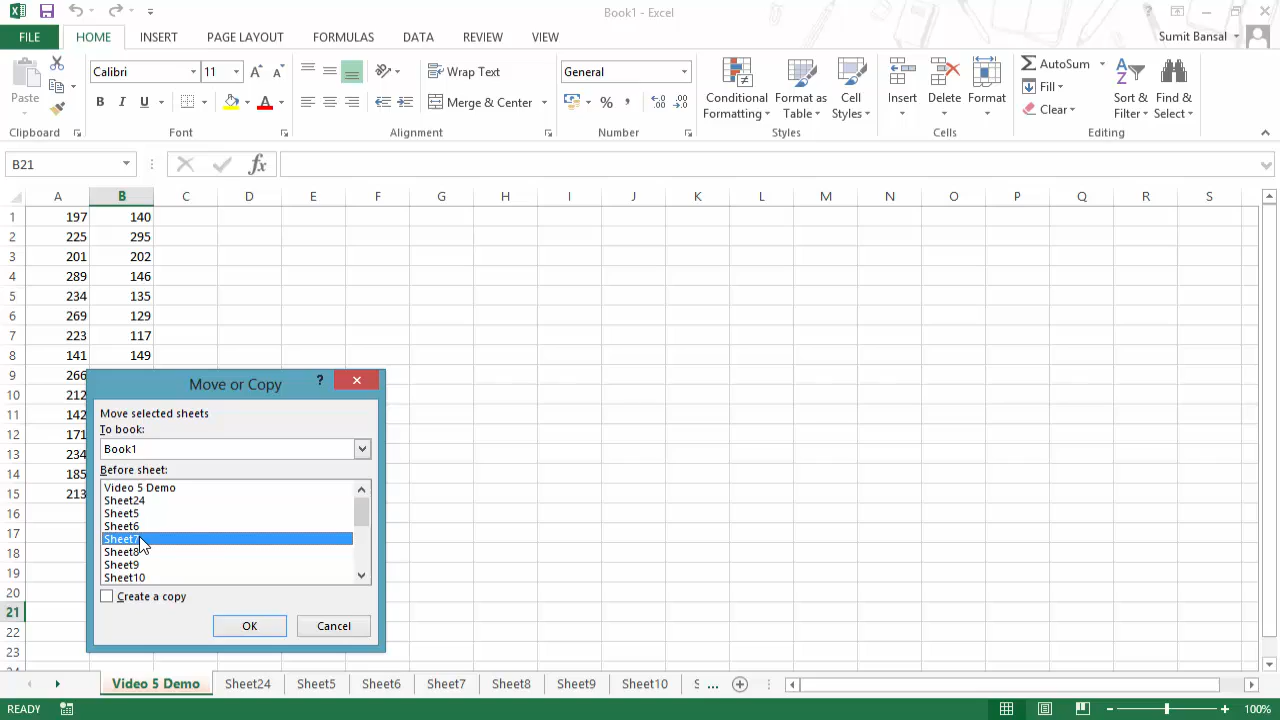 Book1 - Excel
FILE HOME INSERT PAGE LAYOUT FORMULAS DATA REVIEW VIEW Sumit Bansal
Paste
Clipboard
Calibri 11
B I U A
Font
Wrap Text
Merge & Center
Alignment
General
% ,
Number
Conditional Formatting
Format as Table
Cell Styles
Styles
Insert Delete Format
Cells
AutoSum
Fill
Clear
Sort & Filter
Find & Select
Editing
B21 fx
A B C D E F G H I J K L M N O P Q R S
1 197 140
2 225 295
3 201 202
4 289 146
5 234 135
6 269 129
7 223 117
8 141 149
9 266
10 212
11 142
12 171
13 234
14 185
15 213
16
17
18
19
20
21
22
23
Move or Copy ?
Move selected sheets
To book:
Book1
Before sheet:
Video 5 Demo
Sheet24
Sheet5
Sheet6
Sheet7
Sheet8
Sheet9
Sheet10
Create a copy
OK Cancel
Video 5 Demo Sheet24 Sheet5 Sheet6 Sheet7 Sheet8 Sheet9 Sheet10 S ...
READY 100%